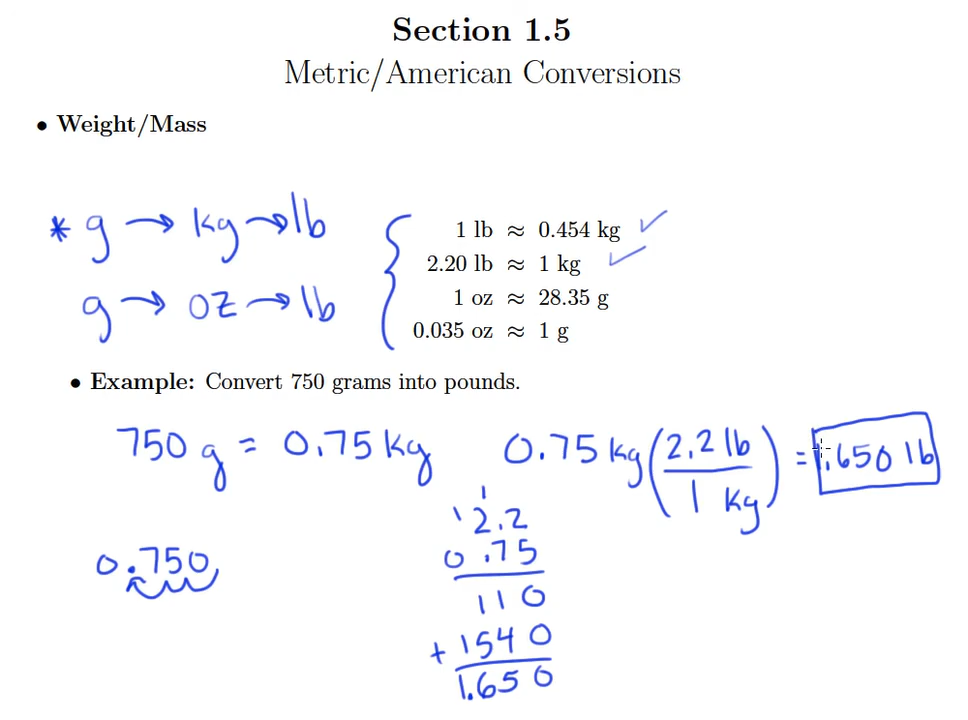 Section 1.5
Metric/American Conversions
• Weight/Mass
* g → kg → lb
g → oz → lb
1 lb ≈ 0.454 kg ✓
2.20 lb ≈ 1 kg ✓
1 oz ≈ 28.35 g
0.035 oz ≈ 1 g
• Example: Convert 750 grams into pounds.
750 g = 0.75 kg
0.75 kg (2.2 lb / 1 kg) = 1.650 lb
0.750
1
1 2.2
0.75
110
+ 1540
1.650